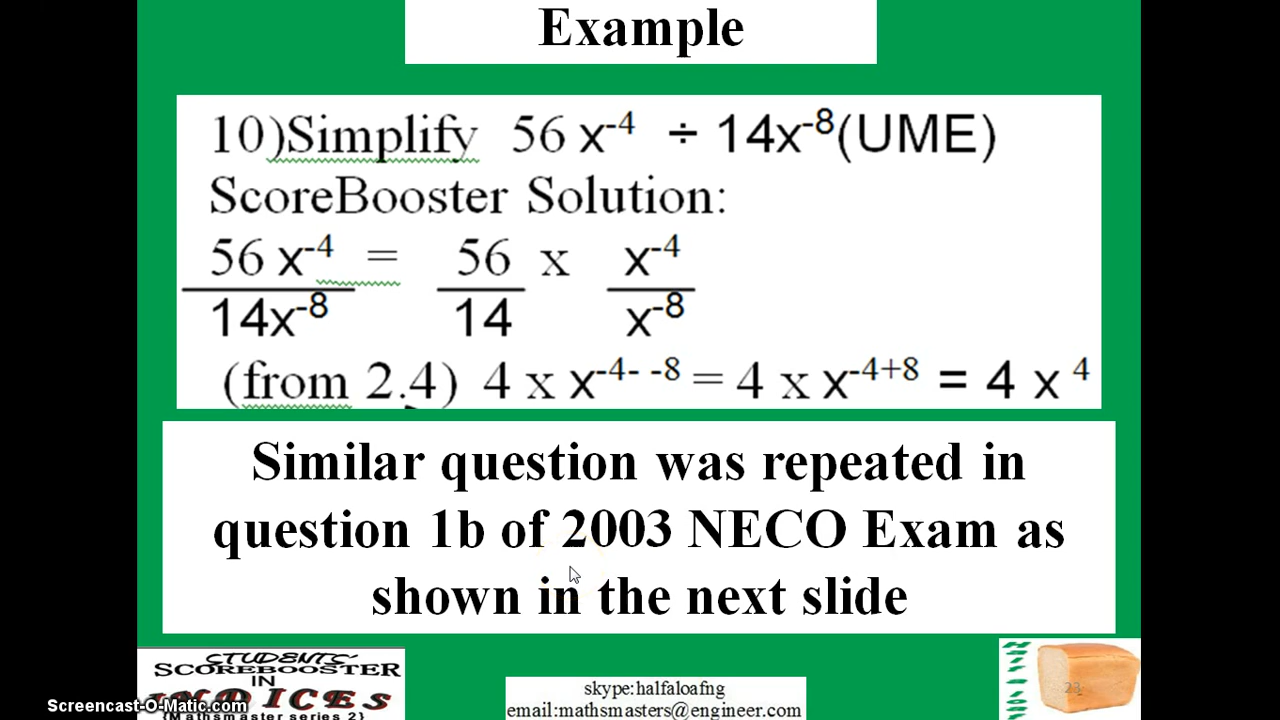 Example
10)Simplify 56 x⁻⁴ ÷ 14x⁻⁸(UME)
ScoreBooster Solution:
56 x⁻⁴ = 56 x x⁻⁴
14x⁻⁸ 14 x⁻⁸
(from 2.4) 4 x x⁻⁴⁻ ⁻⁸ = 4 x x⁻⁴⁺⁸ = 4 x ⁴
Similar question was repeated in
question 1b of 2003 NECO Exam as
shown in the next slide
STUDENTS'
SCOREBOOSTER
IN
INDICES
{Mathsmaster series 2}
Screencast-O-Matic.com
skype:halfaloafng
email:mathsmasters@engineer.com
23